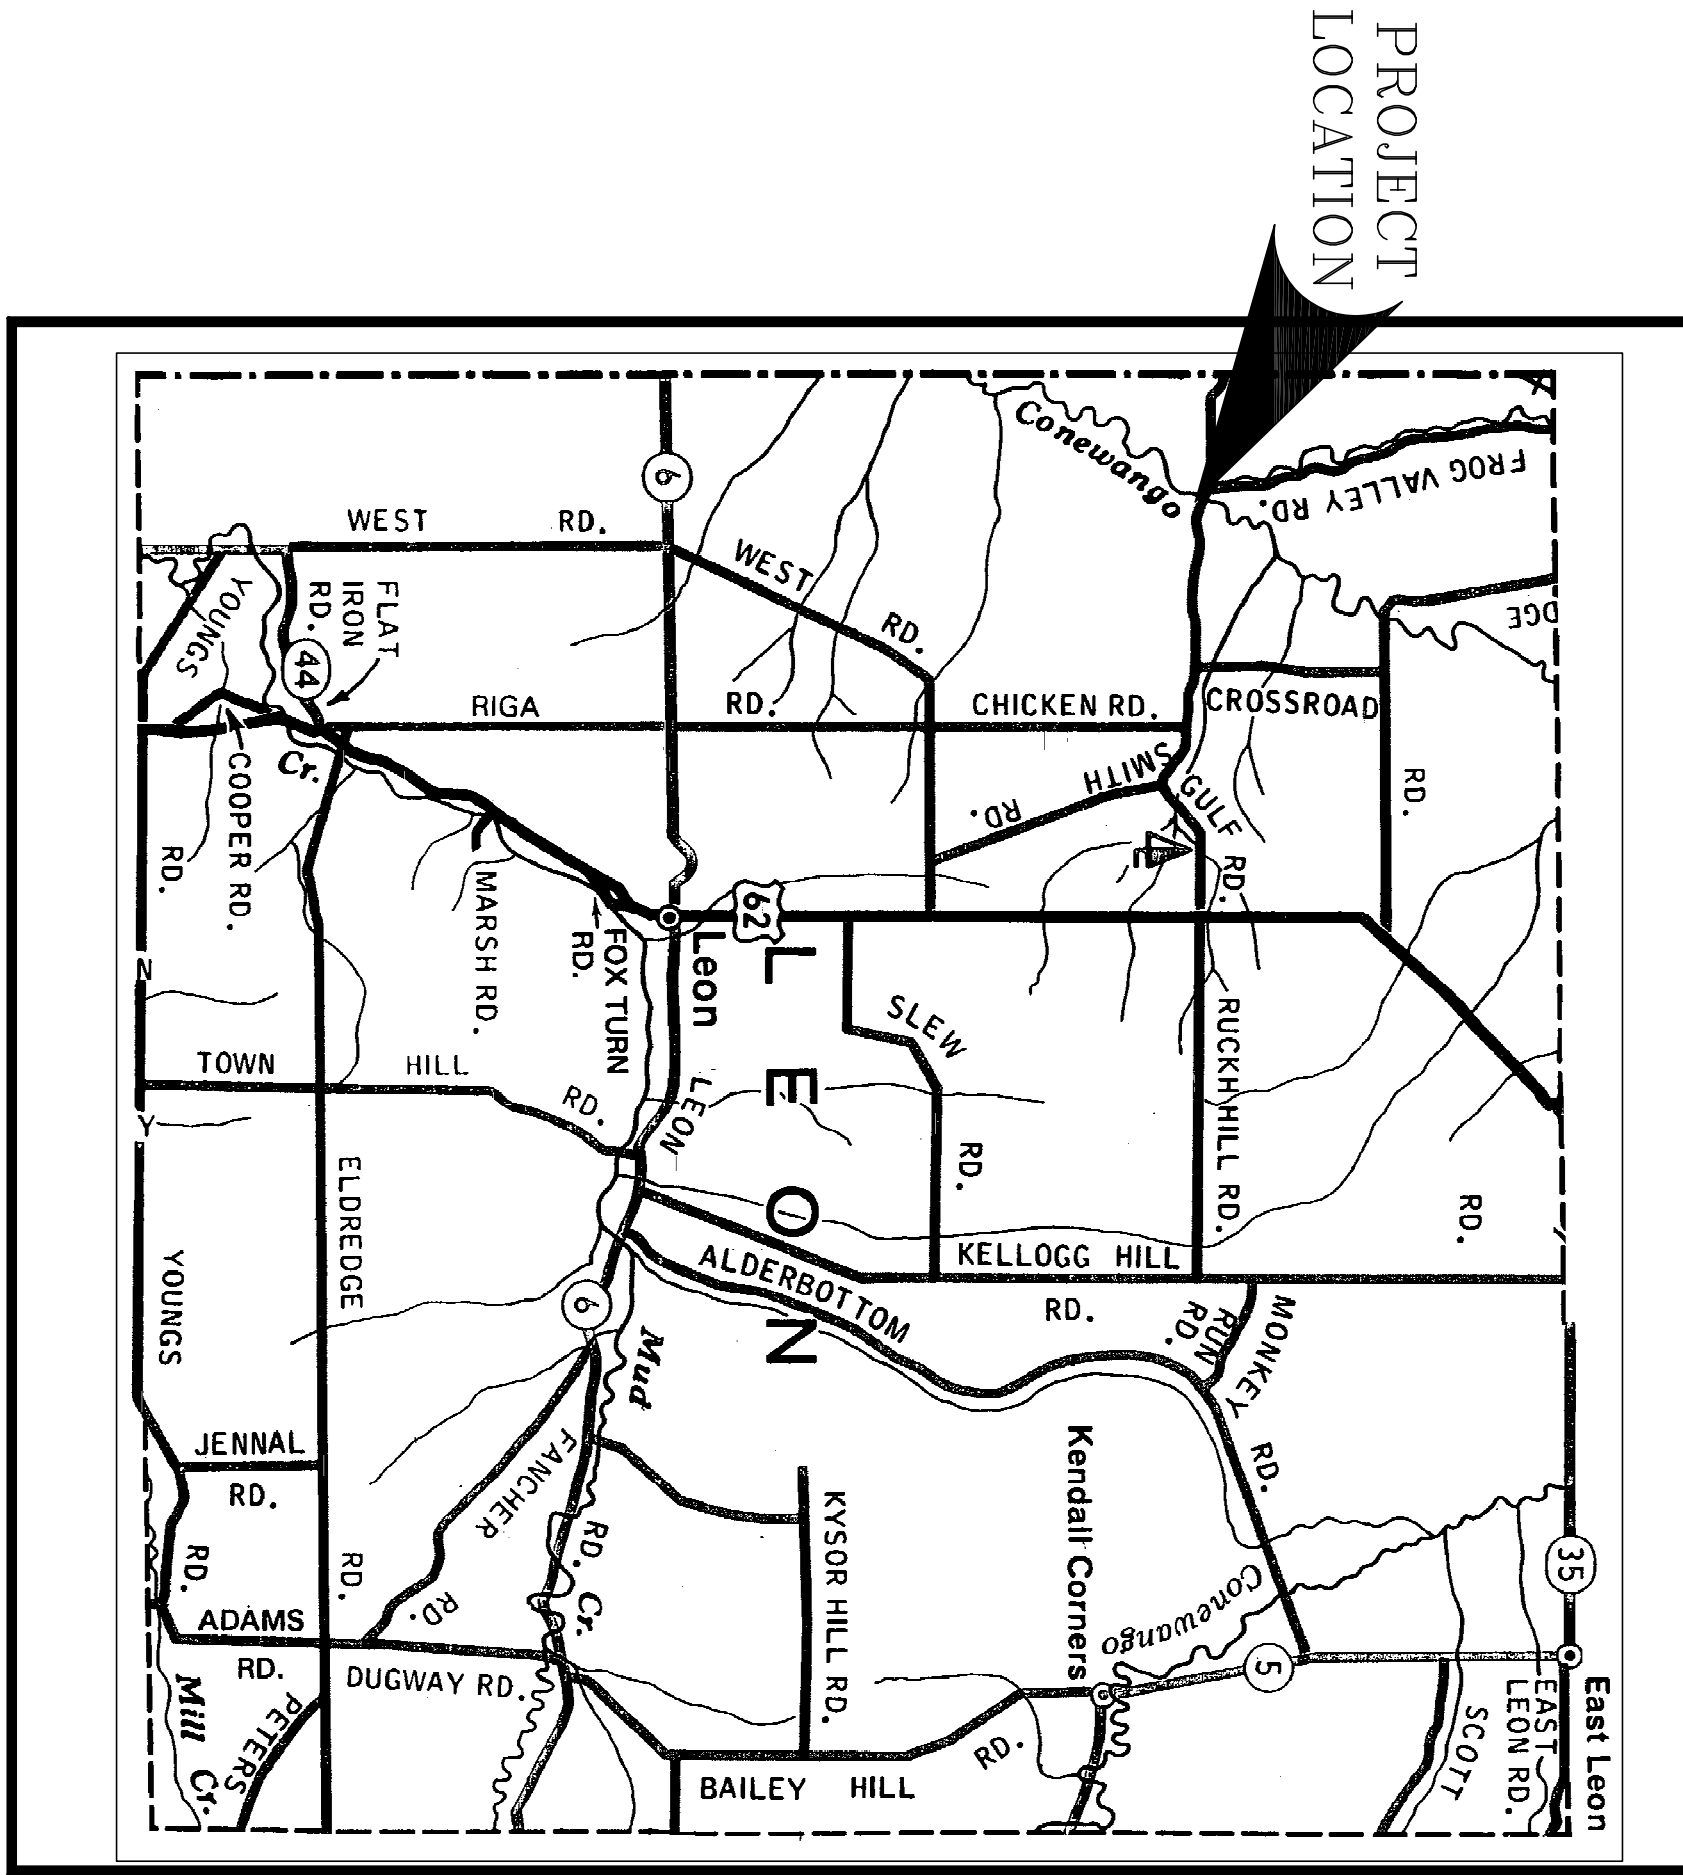 PROJECT
LOCATION
Conewango
FROG VALLEY RD.
6
WEST RD.
WEST RD.
DGE
RD.
FLAT
IRON
RD.
44
YOUNGS
RD.
RIGA RD.
CHICKEN RD.
CROSSROAD
SMITH
RD.
GULF
RD.
COOPER RD.
Cr.
MARSH RD.
FOX TURN
RD.
62
Leon
LEON
SLEW
RD.
RUCKHHILL RD.
RD.
N
Y
TOWN HILL RD.
LEON
ELDREDGE
RD.
KELLOGG HILL
RD.
ALDERBOTTOM
RD.
MONKEY
RUN
RD.
YOUNGS
RD.
6
Mud
Cr.
FANCHER
RD.
RD.
JENNAL
RD.
KYSOR HILL RD.
Kendall Corners
Conewango
35
5
ADAMS
RD.
DUGWAY RD.
PETERS
Mill
Cr.
BAILEY HILL
RD.
SCOTT
EAST
LEON RD.
East Leon